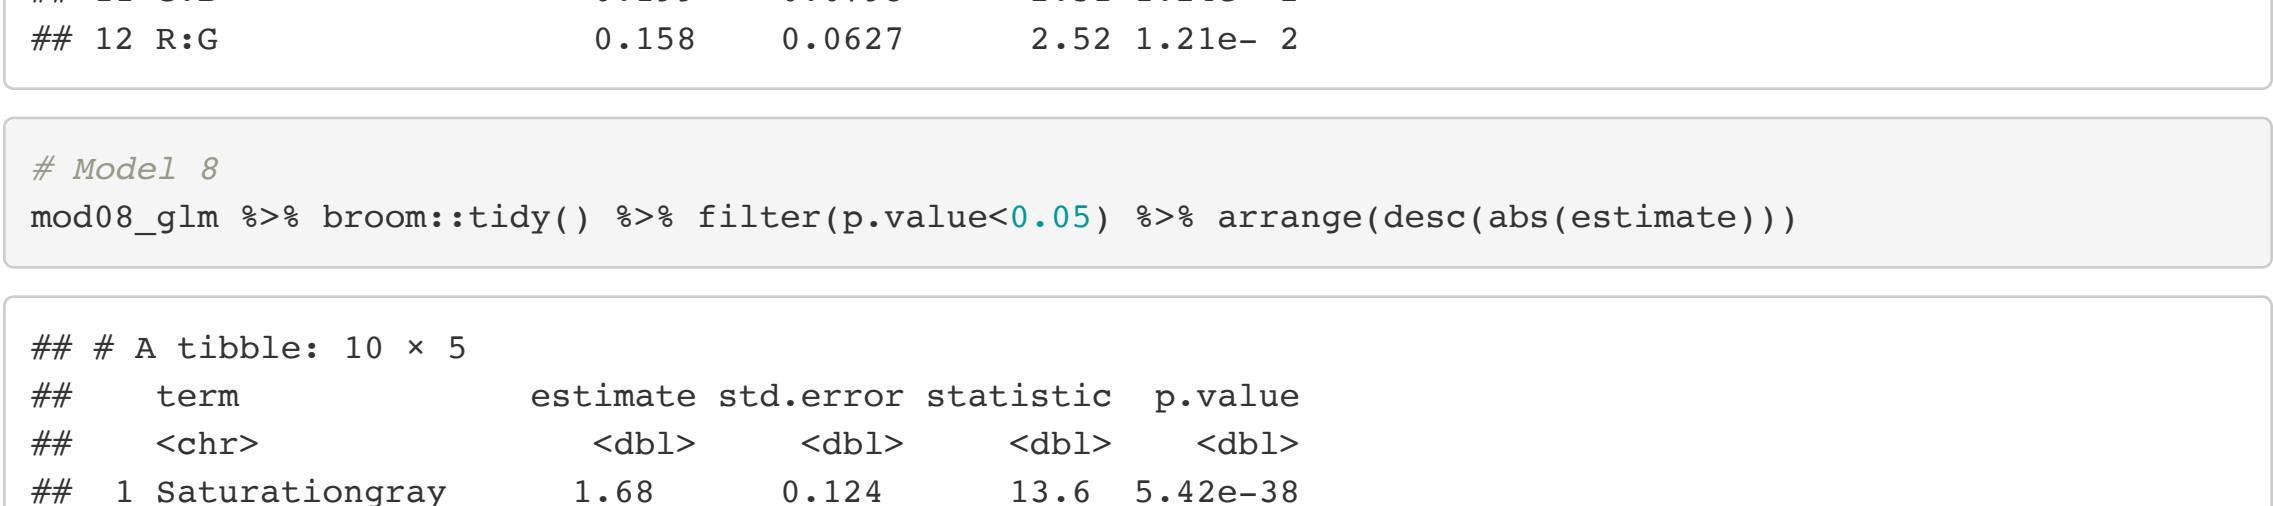 ## 12 R:G 0.158 0.0627 2.52 1.21e- 2
# Model 8
mod08_glm %>% broom::tidy() %>% filter(p.value<0.05) %>% arrange(desc(abs(estimate)))
## # A tibble: 10 × 5
## term estimate std.error statistic p.value
## <chr> <dbl> <dbl> <dbl> <dbl>
## 1 Saturationgray 1.68 0.124 13.6 5.42e-38